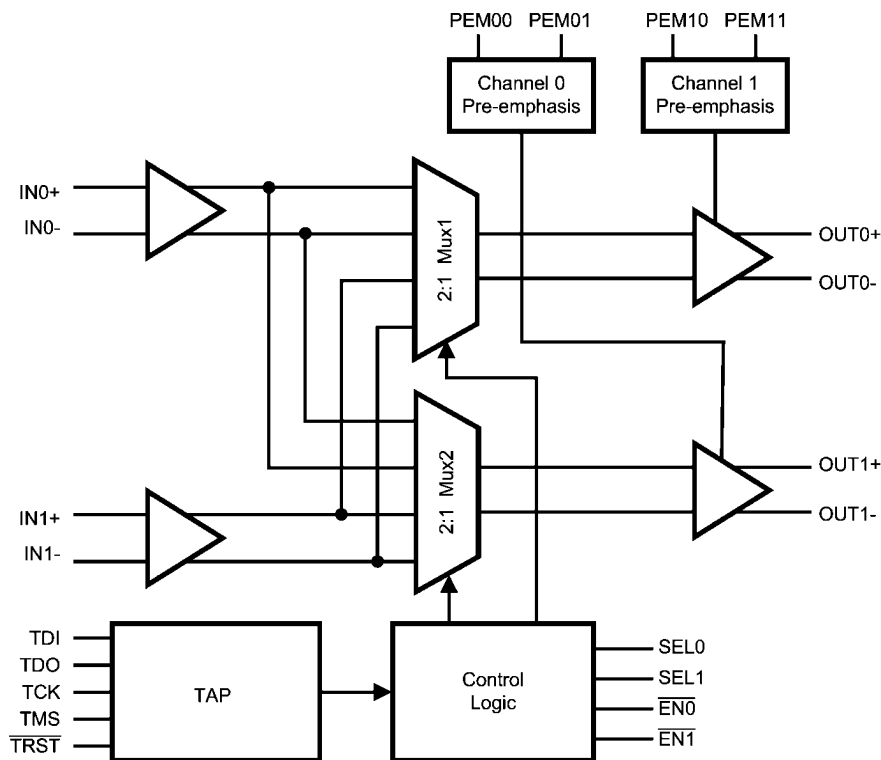 PEM00 PEM01 PEM10 PEM11
Channel 0
Pre-emphasis
Channel 1
Pre-emphasis
IN0+
IN0-
2:1 Mux1
OUT0+
OUT0-
IN1+
IN1-
2:1 Mux2
OUT1+
OUT1-
TDI
TDO
TCK
TMS
TRST
TAP
Control
Logic
SEL0
SEL1
EN0
EN1